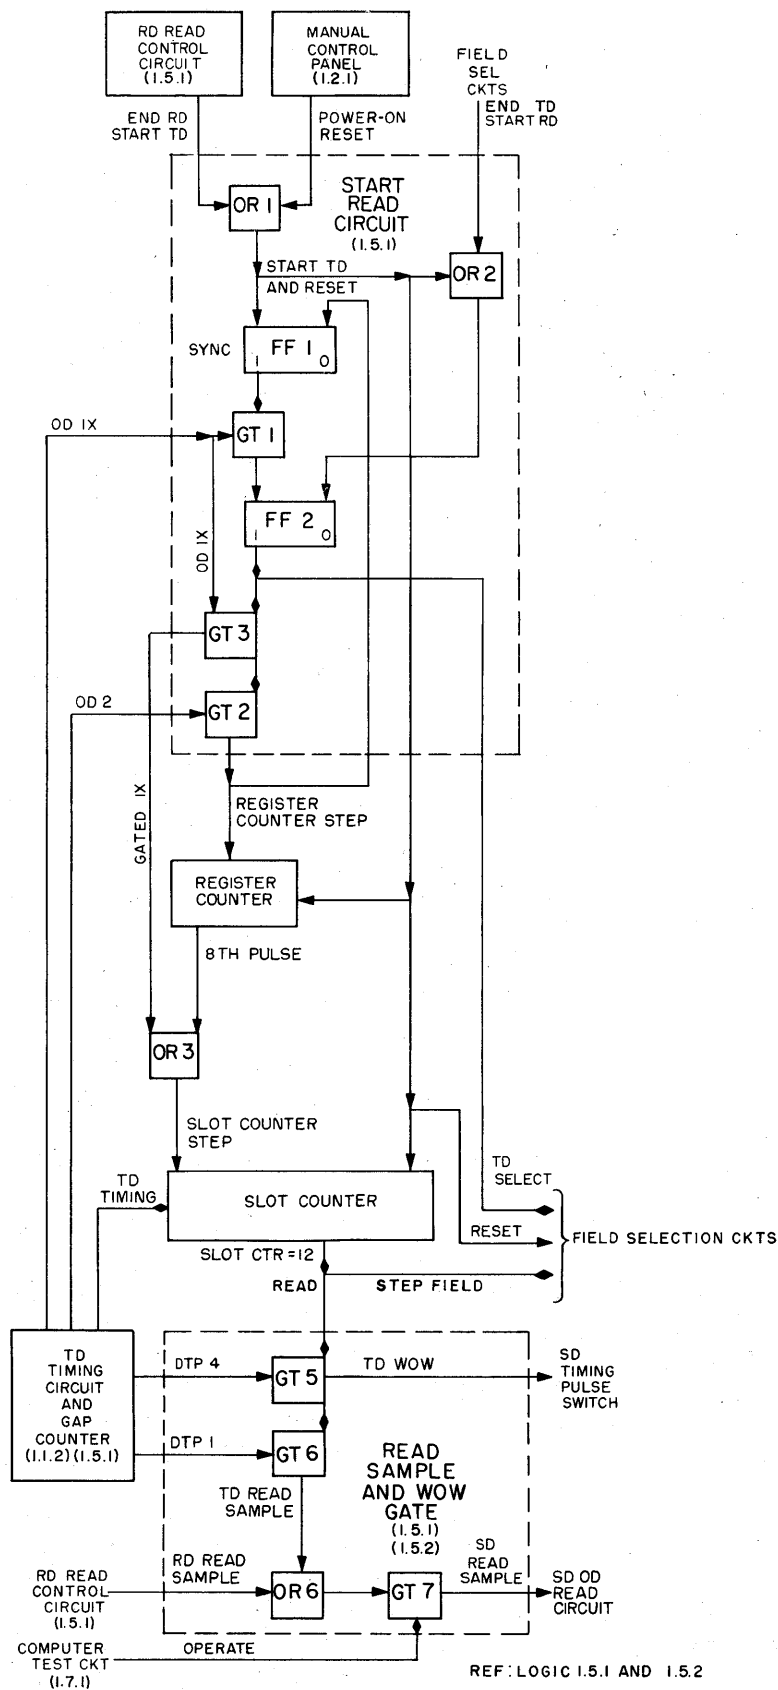 RD READ
CONTROL
CIRCUIT
(1.5.1)
MANUAL
CONTROL
PANEL
(1.2.1)
FIELD
SEL
CKTS
END RD
START TD
POWER-ON
RESET
END TD
START RD
START
READ
CIRCUIT
(1.5.1)
OR 1
START TD
AND RESET
OR 2
SYNC
FF 1
1
0
OD 1X
GT 1
FF 2
1
0
OD 1X
GT 3
OD 2
GT 2
GATED 1X
REGISTER
COUNTER STEP
REGISTER
COUNTER
8TH PULSE
OR 3
SLOT COUNTER
STEP
TD
TIMING
SLOT COUNTER
TD
SELECT
RESET
FIELD SELECTION CKTS
SLOT CTR=12
READ
STEP FIELD
TD
TIMING
CIRCUIT
AND
GAP
COUNTER
(1.1.2)(1.5.1)
DTP 4
GT 5
TD WOW
SD
TIMING
PULSE
SWITCH
DTP 1
GT 6
READ
SAMPLE
AND WOW
GATE
(1.5.1)
(1.5.2)
TD READ
SAMPLE
RD READ
CONTROL
CIRCUIT
(1.5.1)
RD READ
SAMPLE
OR 6
GT 7
SD
READ
SAMPLE
SD OD
READ
CIRCUIT
COMPUTER
TEST CKT
(1.7.1)
OPERATE
REF: LOGIC 1.5.1 AND 1.5.2